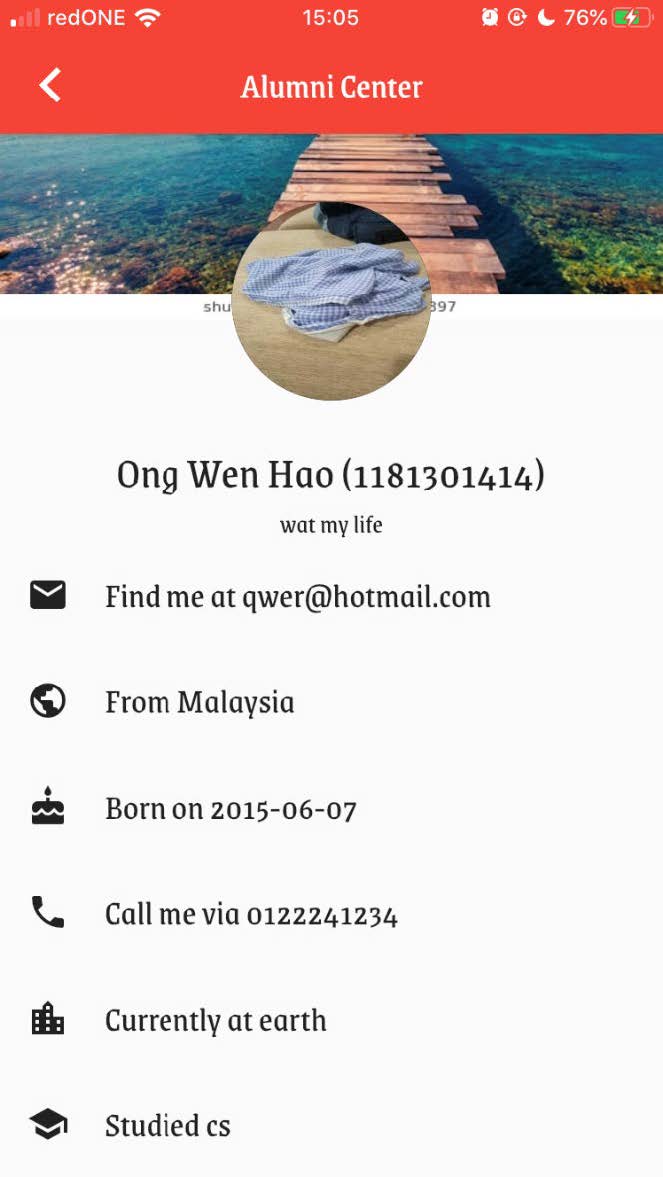 redONE 15:05 76%
Alumni Center
shu 397
Ong Wen Hao (1181301414)
wat my life
Find me at qwer@hotmail.com
From Malaysia
Born on 2015-06-07
Call me via 0122241234
Currently at earth
Studied cs